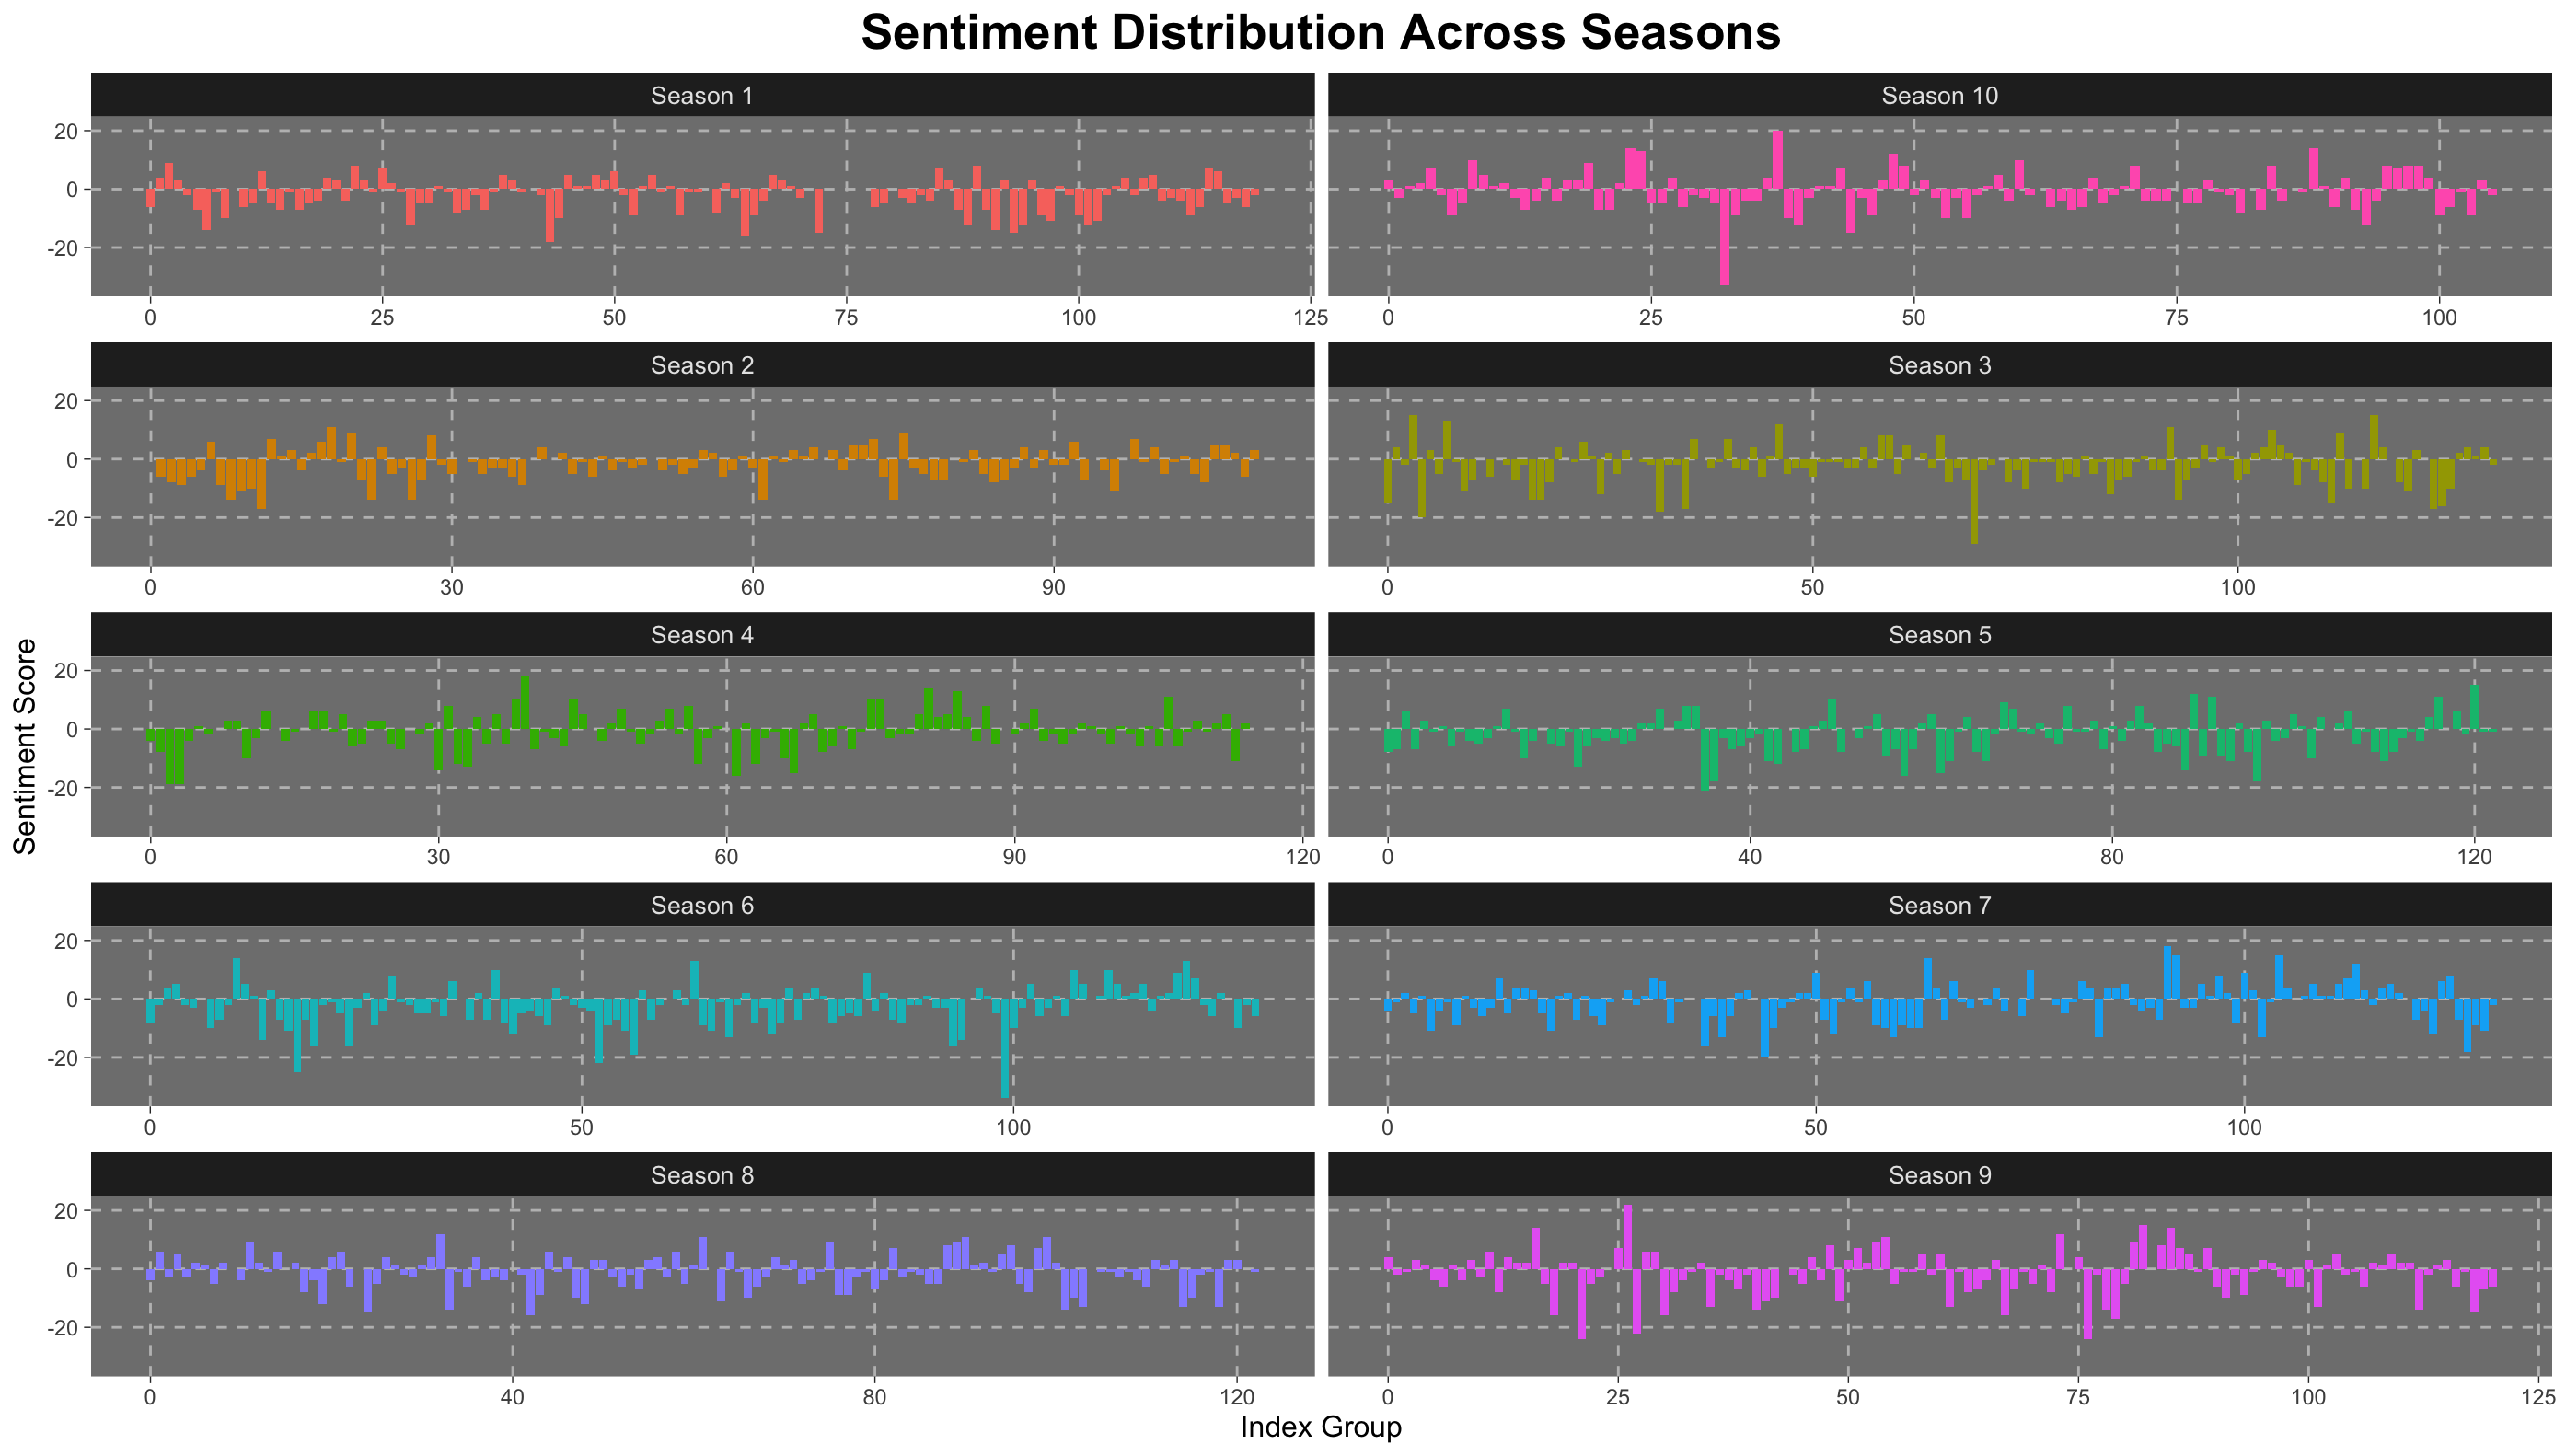 Sentiment Distribution Across Seasons
Season 1
Season 10
20
0
-20
0 25 50 75 100 125
0 25 50 75 100
Season 2
Season 3
20
0
-20
0 30 60 90
0 50 100
Season 4
Season 5
20
0
-20
0 30 60 90 120
0 40 80 120
Season 6
Season 7
20
0
-20
0 50 100
0 50 100
Season 8
Season 9
20
0
-20
0 40 80 120
0 25 50 75 100 125
Sentiment Score
Index Group